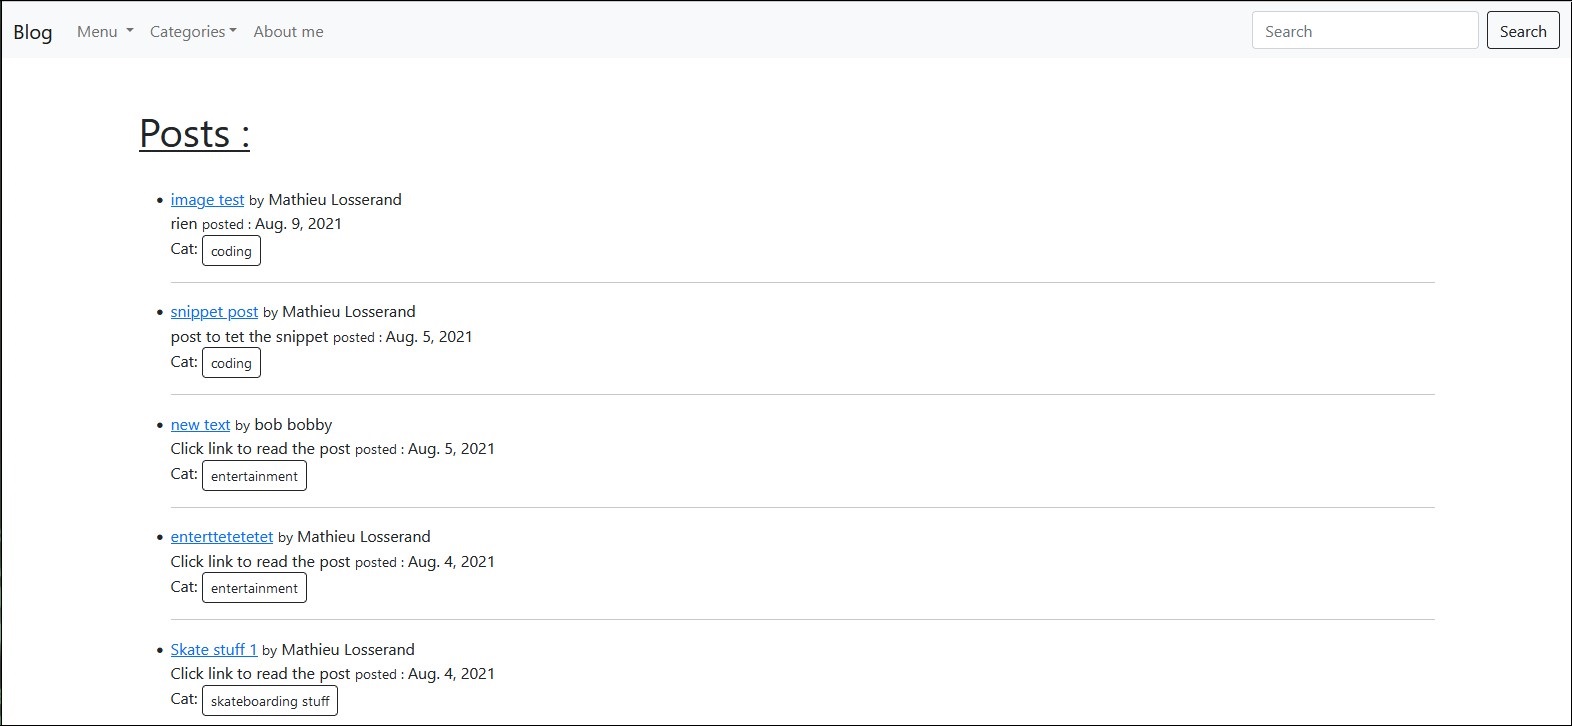 Blog Menu Categories About me Search Search
Posts :
image test by Mathieu Losserand
rien posted : Aug. 9, 2021
Cat: coding
snippet post by Mathieu Losserand
post to tet the snippet posted : Aug. 5, 2021
Cat: coding
new text by bob bobby
Click link to read the post posted : Aug. 5, 2021
Cat: entertainment
enterttetetetet by Mathieu Losserand
Click link to read the post posted : Aug. 4, 2021
Cat: entertainment
Skate stuff 1 by Mathieu Losserand
Click link to read the post posted : Aug. 4, 2021
Cat: skateboarding stuff